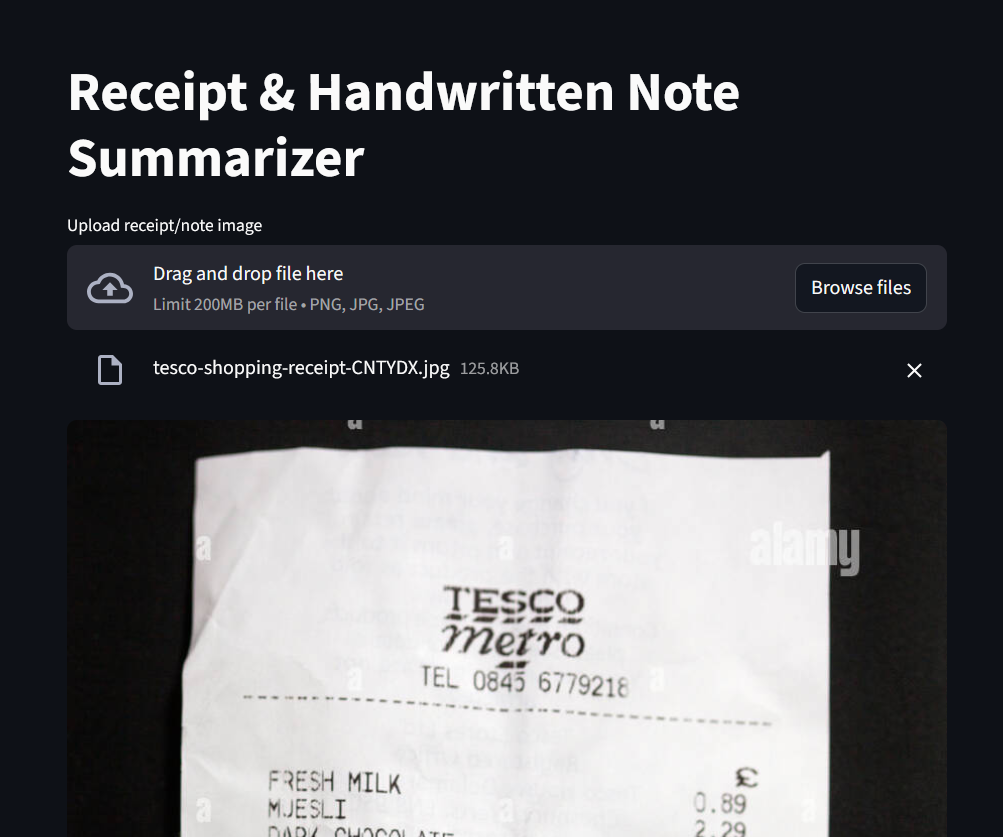 Receipt & Handwritten Note
Summarizer
Upload receipt/note image
Drag and drop file here
Limit 200MB per file • PNG, JPG, JPEG
Browse files
tesco-shopping-receipt-CNTYDX.jpg 125.8KB
a a
a a alamy
TESCO
metro
a a
TEL 0845 6779218
£
FRESH MILK 0.89
MUESLI 2.29
DARK CHOCOLATE
a a a